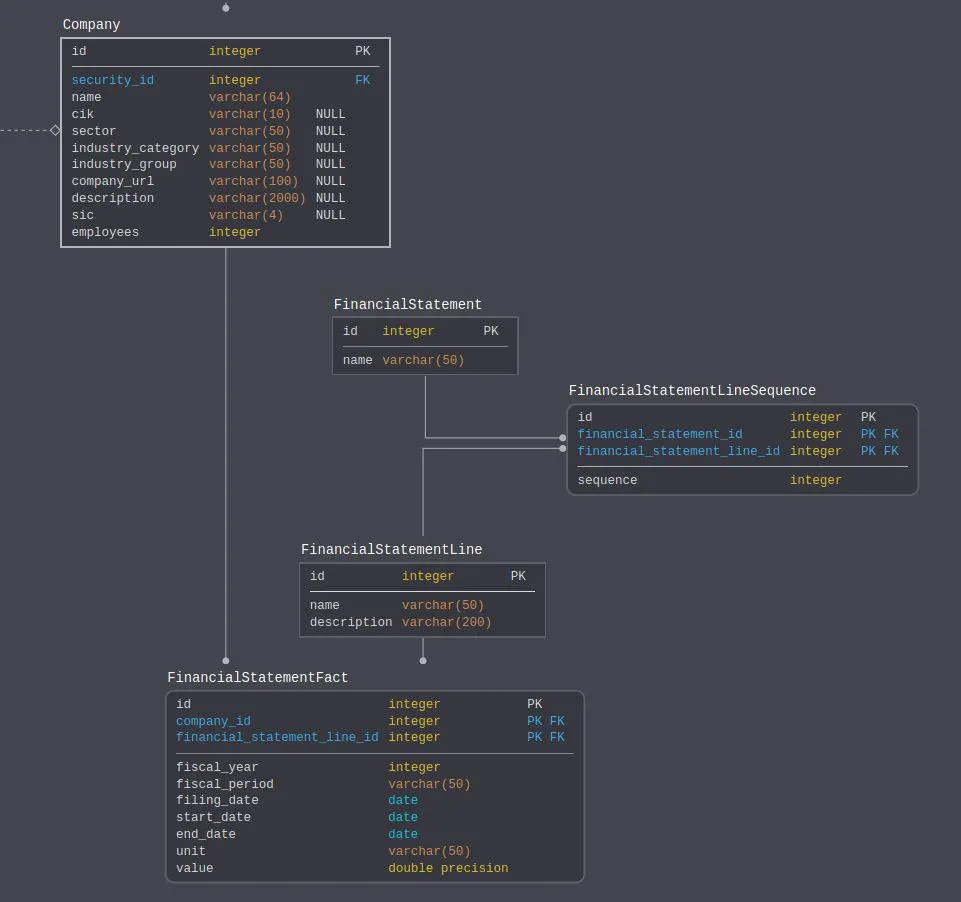 Company
id integer PK
security_id integer FK
name varchar(64)
cik varchar(10) NULL
sector varchar(50) NULL
industry_category varchar(50) NULL
industry_group varchar(50) NULL
company_url varchar(100) NULL
description varchar(2000) NULL
sic varchar(4) NULL
employees integer
FinancialStatement
id integer PK
name varchar(50)
FinancialStatementLineSequence
id integer PK
financial_statement_id integer PK FK
financial_statement_line_id integer PK FK
sequence integer
FinancialStatementLine
id integer PK
name varchar(50)
description varchar(200)
FinancialStatementFact
id integer PK
company_id integer PK FK
financial_statement_line_id integer PK FK
fiscal_year integer
fiscal_period varchar(50)
filing_date date
start_date date
end_date date
unit varchar(50)
value double precision